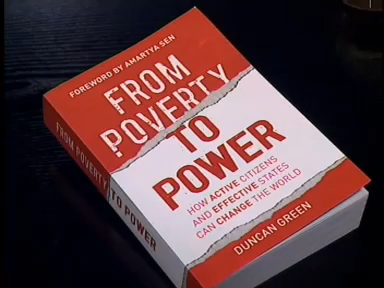 FOREWORD BY AMARTYA SEN
FROM
POVERTY
TO
POWER
HOW ACTIVE CITIZENS
AND EFFECTIVE STATES
CAN CHANGE THE WORLD
DUNCAN GREEN
FROM POVERTY TO POWER